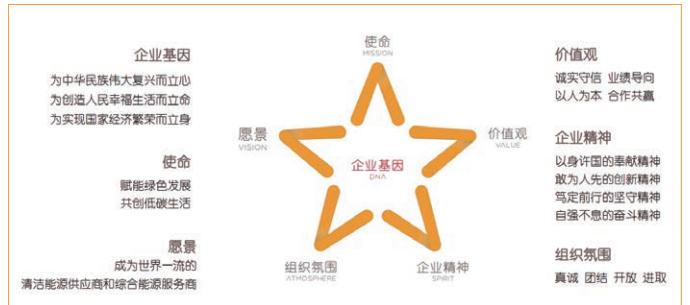 企业基因
为中华民族伟大复兴而立心
为创造人民幸福生活而立命
为实现国家经济繁荣而立身
使命
赋能绿色发展
共创低碳生活
愿景
成为世界一流的
清洁能源供应商和综合能源服务商
使命
MISSION
愿景
VISION
价值观
VALUE
企业基因
DNA
组织氛围
ATMOSPHERE
企业精神
SPIRIT
价值观
诚实守信 业绩导向
以人为本 合作共赢
企业精神
以身许国的奉献精神
敢为人先的创新精神
笃定前行的坚守精神
自强不息的奋斗精神
组织氛围
真诚 团结 开放 进取